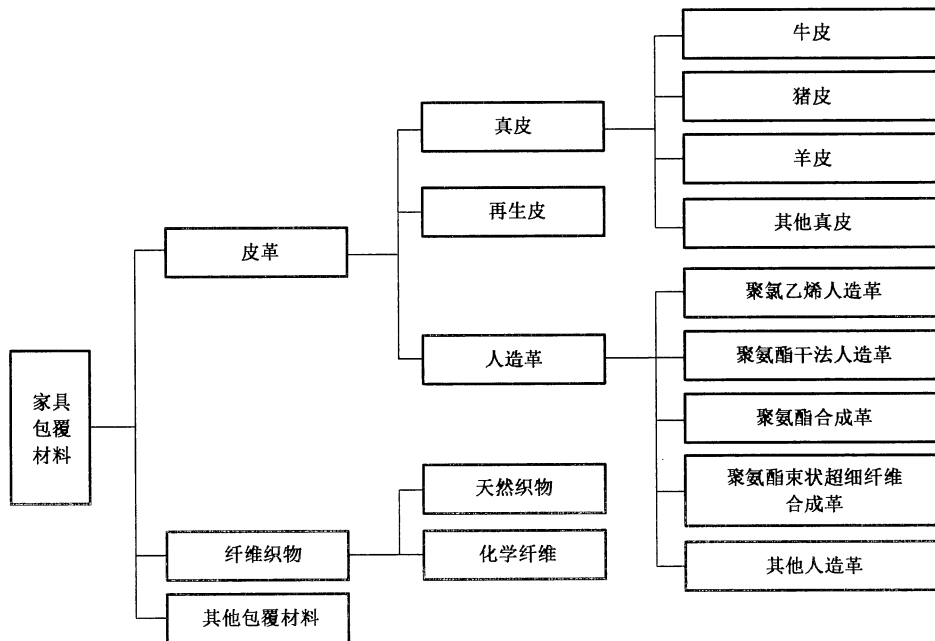 家具
包覆
材料
皮革
真皮
牛皮
猪皮
羊皮
其他真皮
再生皮
人造革
聚氯乙烯人造革
聚氨酯干法人造革
聚氨酯合成革
聚氨酯束状超细纤维
合成革
其他人造革
纤维织物
天然织物
化学纤维
其他包覆材料